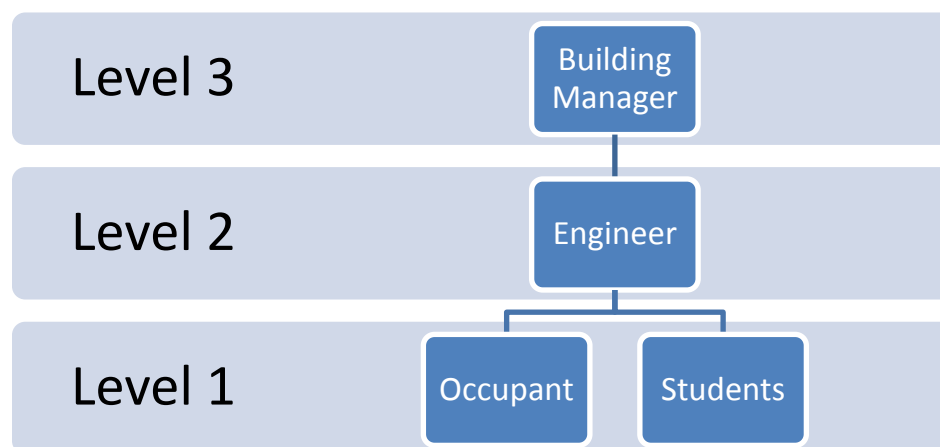 Level 3
Building
Manager
Level 2
Engineer
Level 1
Occupant
Students